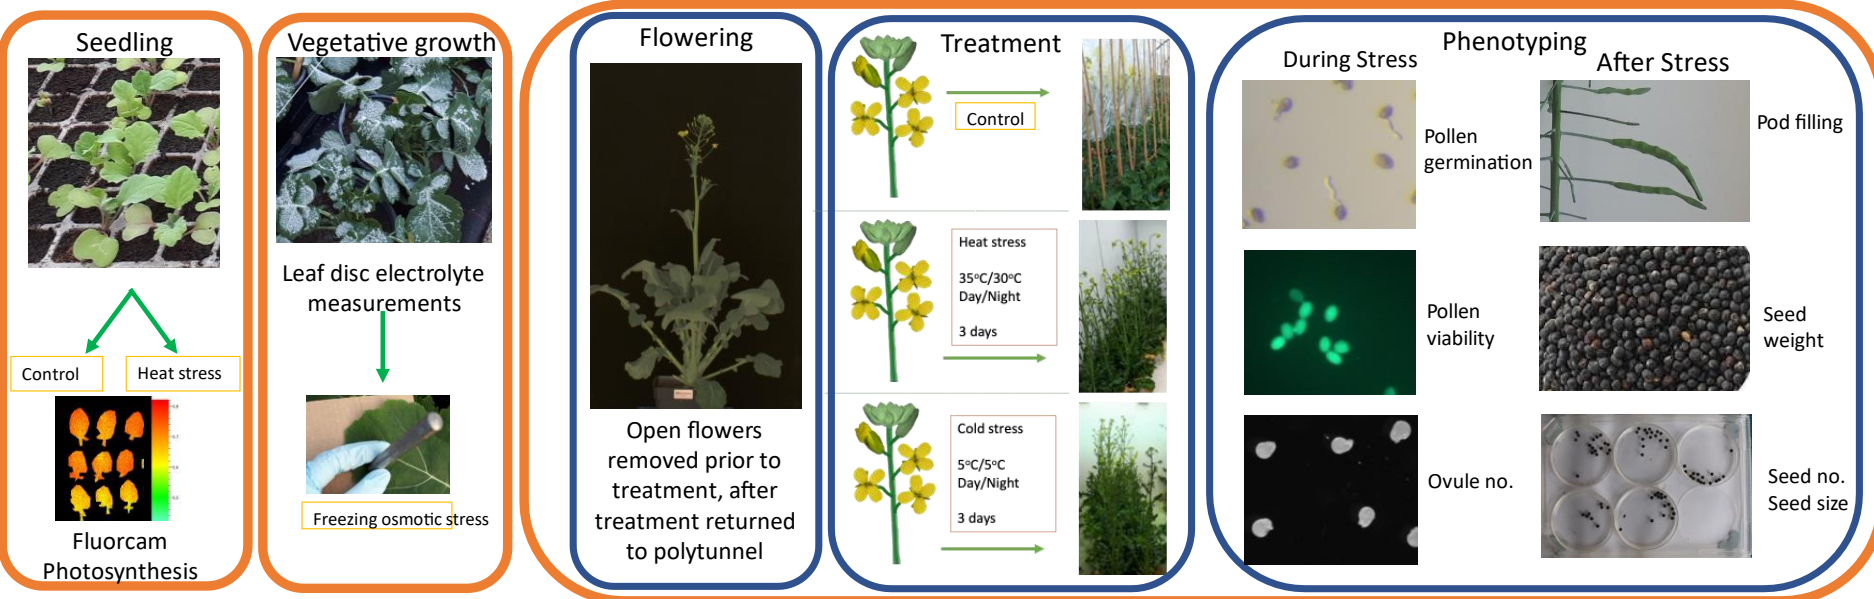 Seedling
Control
Heat stress
Fluorcam
Photosynthesis
Vegetative growth
Leaf disc electrolyte
measurements
Freezing osmotic stress
Flowering
Open flowers
removed prior to
treatment, after
treatment returned
to polytunnel
Treatment
Control
Heat stress
35ᵒC/30ᵒC
Day/Night
3 days
Cold stress
5ᵒC/5ᵒC
Day/Night
3 days
Phenotyping
During Stress
Pollen
germination
Pollen
viability
Ovule no.
After Stress
Pod filling
Seed
weight
Seed no.
Seed size